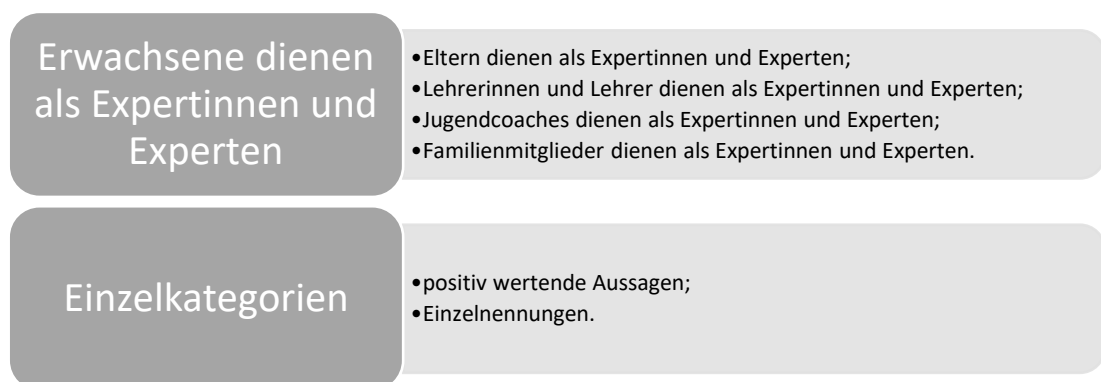 Erwachsene dienen
als Expertinnen und
Experten
•Eltern dienen als Expertinnen und Experten;
•Lehrerinnen und Lehrer dienen als Expertinnen und Experten;
•Jugendcoaches dienen als Expertinnen und Experten;
•Familienmitglieder dienen als Expertinnen und Experten.
Einzelkategorien
•positiv wertende Aussagen;
•Einzelnennungen.